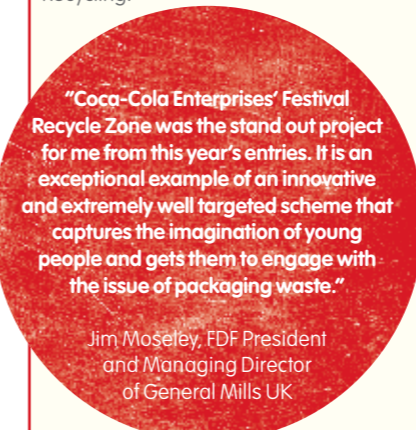 Recycling.
"Coca-Cola Enterprises' Festival
Recycle Zone was the stand out project
for me from this year's entries. It is an
exceptional example of an innovative
and extremely well targeted scheme that
captures the imagination of young
people and gets them to engage with
the issue of packaging waste."
Jim Moseley, FDF President
and Managing Director
of General Mills UK